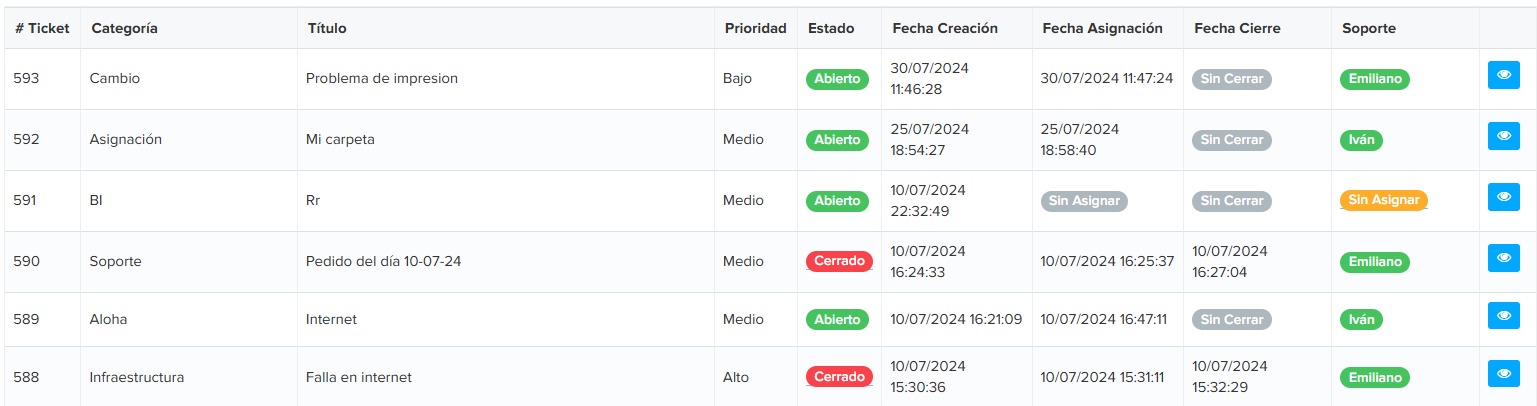 # Ticket Categoría Título Prioridad Estado Fecha Creación Fecha Asignación Fecha Cierre Soporte
593 Cambio Problema de impresion Bajo Abierto 30/07/2024 11:46:28 30/07/2024 11:47:24 Sin Cerrar Emiliano
592 Asignación Mi carpeta Medio Abierto 25/07/2024 18:54:27 25/07/2024 18:58:40 Sin Cerrar Iván
591 BI Rr Medio Abierto 10/07/2024 22:32:49 Sin Asignar Sin Cerrar Sin Asignar
590 Soporte Pedido del día 10-07-24 Medio Cerrado 10/07/2024 16:24:33 10/07/2024 16:25:37 10/07/2024 16:27:04 Emiliano
589 Aloha Internet Medio Abierto 10/07/2024 16:21:09 10/07/2024 16:47:11 Sin Cerrar Iván
588 Infraestructura Falla en internet Alto Cerrado 10/07/2024 15:30:36 10/07/2024 15:31:11 10/07/2024 15:32:29 Emiliano